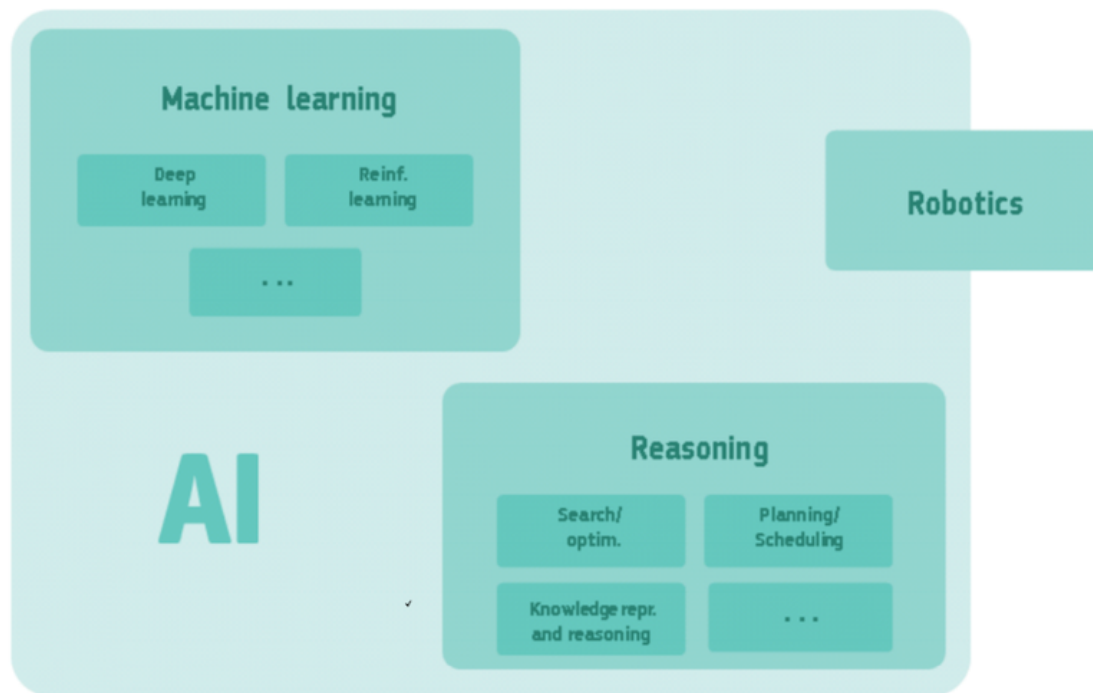 Machine learning
Deep
learning
Reinf.
learning
...
Robotics
AI
Reasoning
Search/
optim.
Planning/
Scheduling
Knowledge repr.
and reasoning
...